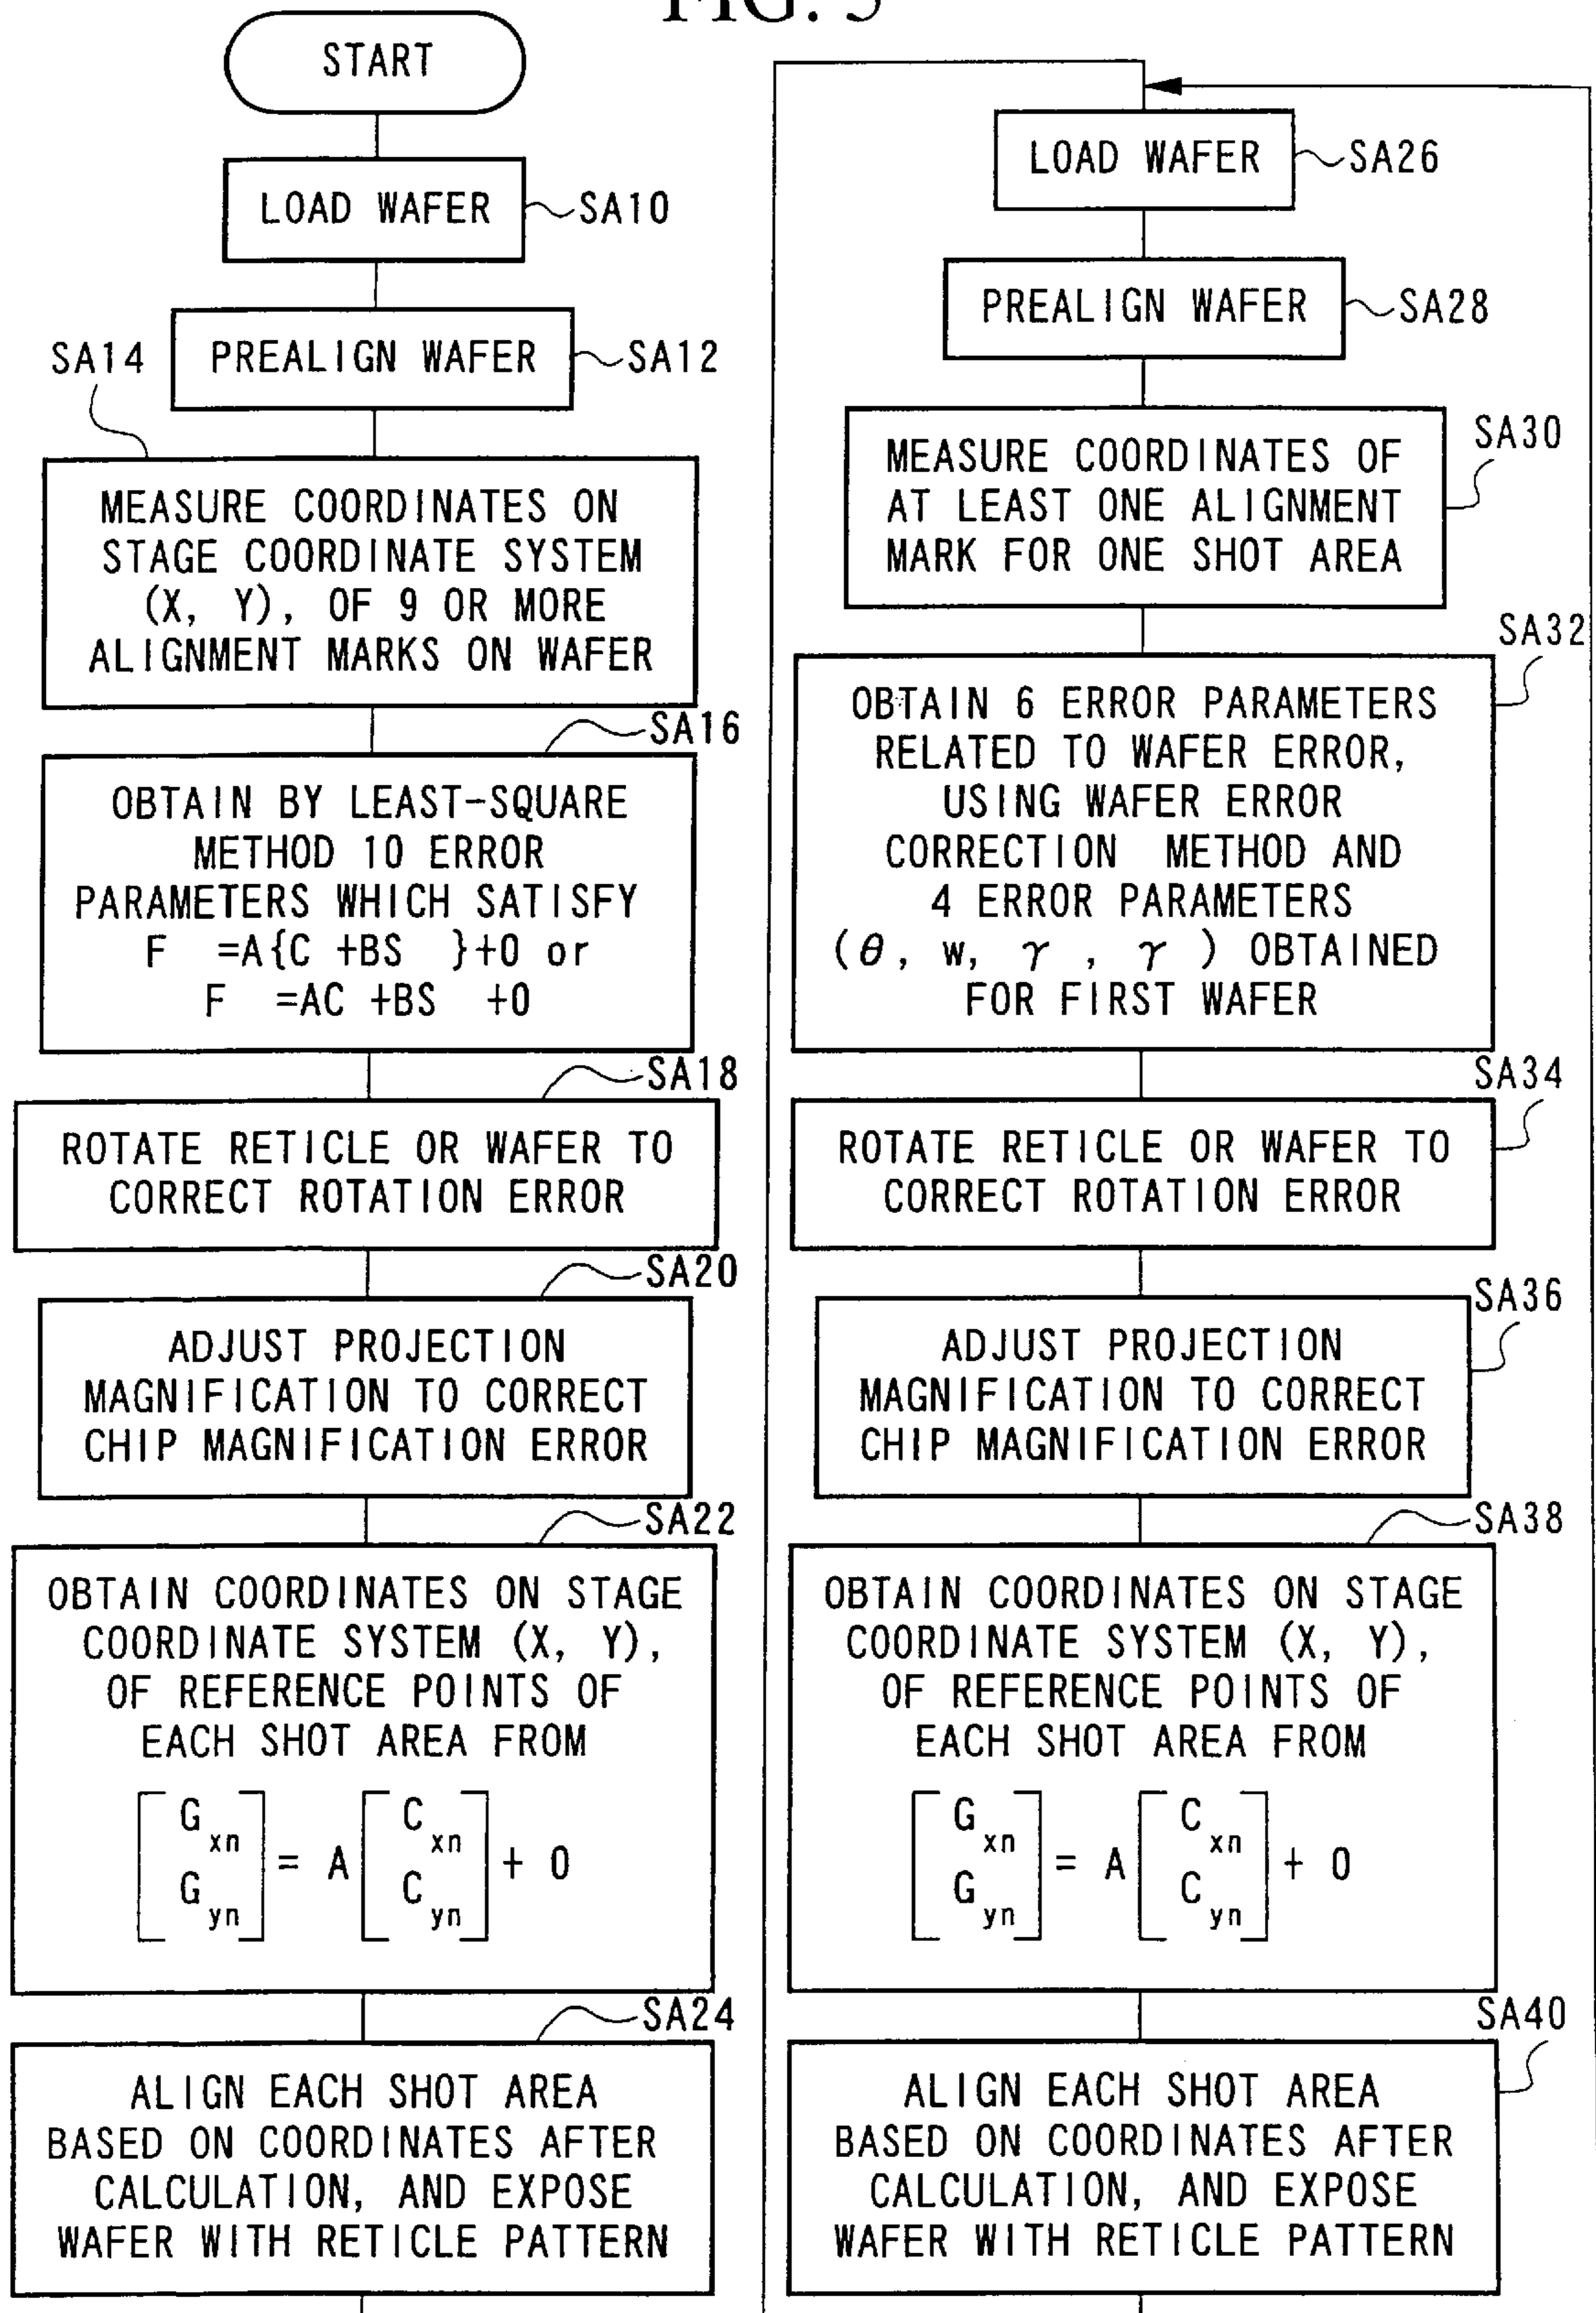 FIG. 5
START
LOAD WAFER
SA10
PREALIGN WAFER
SA12
SA14
MEASURE COORDINATES ON
STAGE COORDINATE SYSTEM
(X, Y), OF 9 OR MORE
ALIGNMENT MARKS ON WAFER
SA16
OBTAIN BY LEAST-SQUARE
METHOD 10 ERROR
PARAMETERS WHICH SATISFY
F =A{C +BS }+O or
F =AC +BS +O
SA18
ROTATE RETICLE OR WAFER TO
CORRECT ROTATION ERROR
SA20
ADJUST PROJECTION
MAGNIFICATION TO CORRECT
CHIP MAGNIFICATION ERROR
SA22
OBTAIN COORDINATES ON STAGE
COORDINATE SYSTEM (X, Y),
OF REFERENCE POINTS OF
EACH SHOT AREA FROM
[G xn G yn] = A [C xn C yn] + O
SA24
ALIGN EACH SHOT AREA
BASED ON COORDINATES AFTER
CALCULATION, AND EXPOSE
WAFER WITH RETICLE PATTERN
LOAD WAFER
SA26
PREALIGN WAFER
SA28
SA30
MEASURE COORDINATES OF
AT LEAST ONE ALIGNMENT
MARK FOR ONE SHOT AREA
SA32
OBTAIN 6 ERROR PARAMETERS
RELATED TO WAFER ERROR,
USING WAFER ERROR
CORRECTION METHOD AND
4 ERROR PARAMETERS
(θ, w, γ , γ ) OBTAINED
FOR FIRST WAFER
SA34
ROTATE RETICLE OR WAFER TO
CORRECT ROTATION ERROR
SA36
ADJUST PROJECTION
MAGNIFICATION TO CORRECT
CHIP MAGNIFICATION ERROR
SA38
OBTAIN COORDINATES ON STAGE
COORDINATE SYSTEM (X, Y),
OF REFERENCE POINTS OF
EACH SHOT AREA FROM
[G xn G yn] = A [C xn C yn] + O
SA40
ALIGN EACH SHOT AREA
BASED ON COORDINATES AFTER
CALCULATION, AND EXPOSE
WAFER WITH RETICLE PATTERN